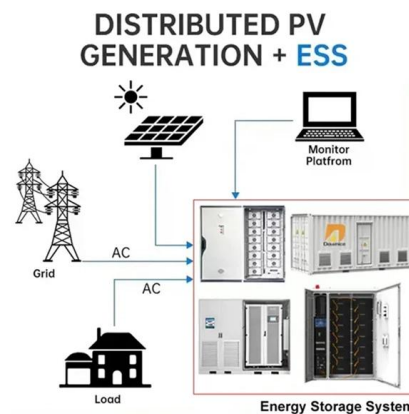 DISTRIBUTED PV
GENERATION + ESS
Monitor
Platfrom
AC
Grid
AC
Load
Energy Storage System